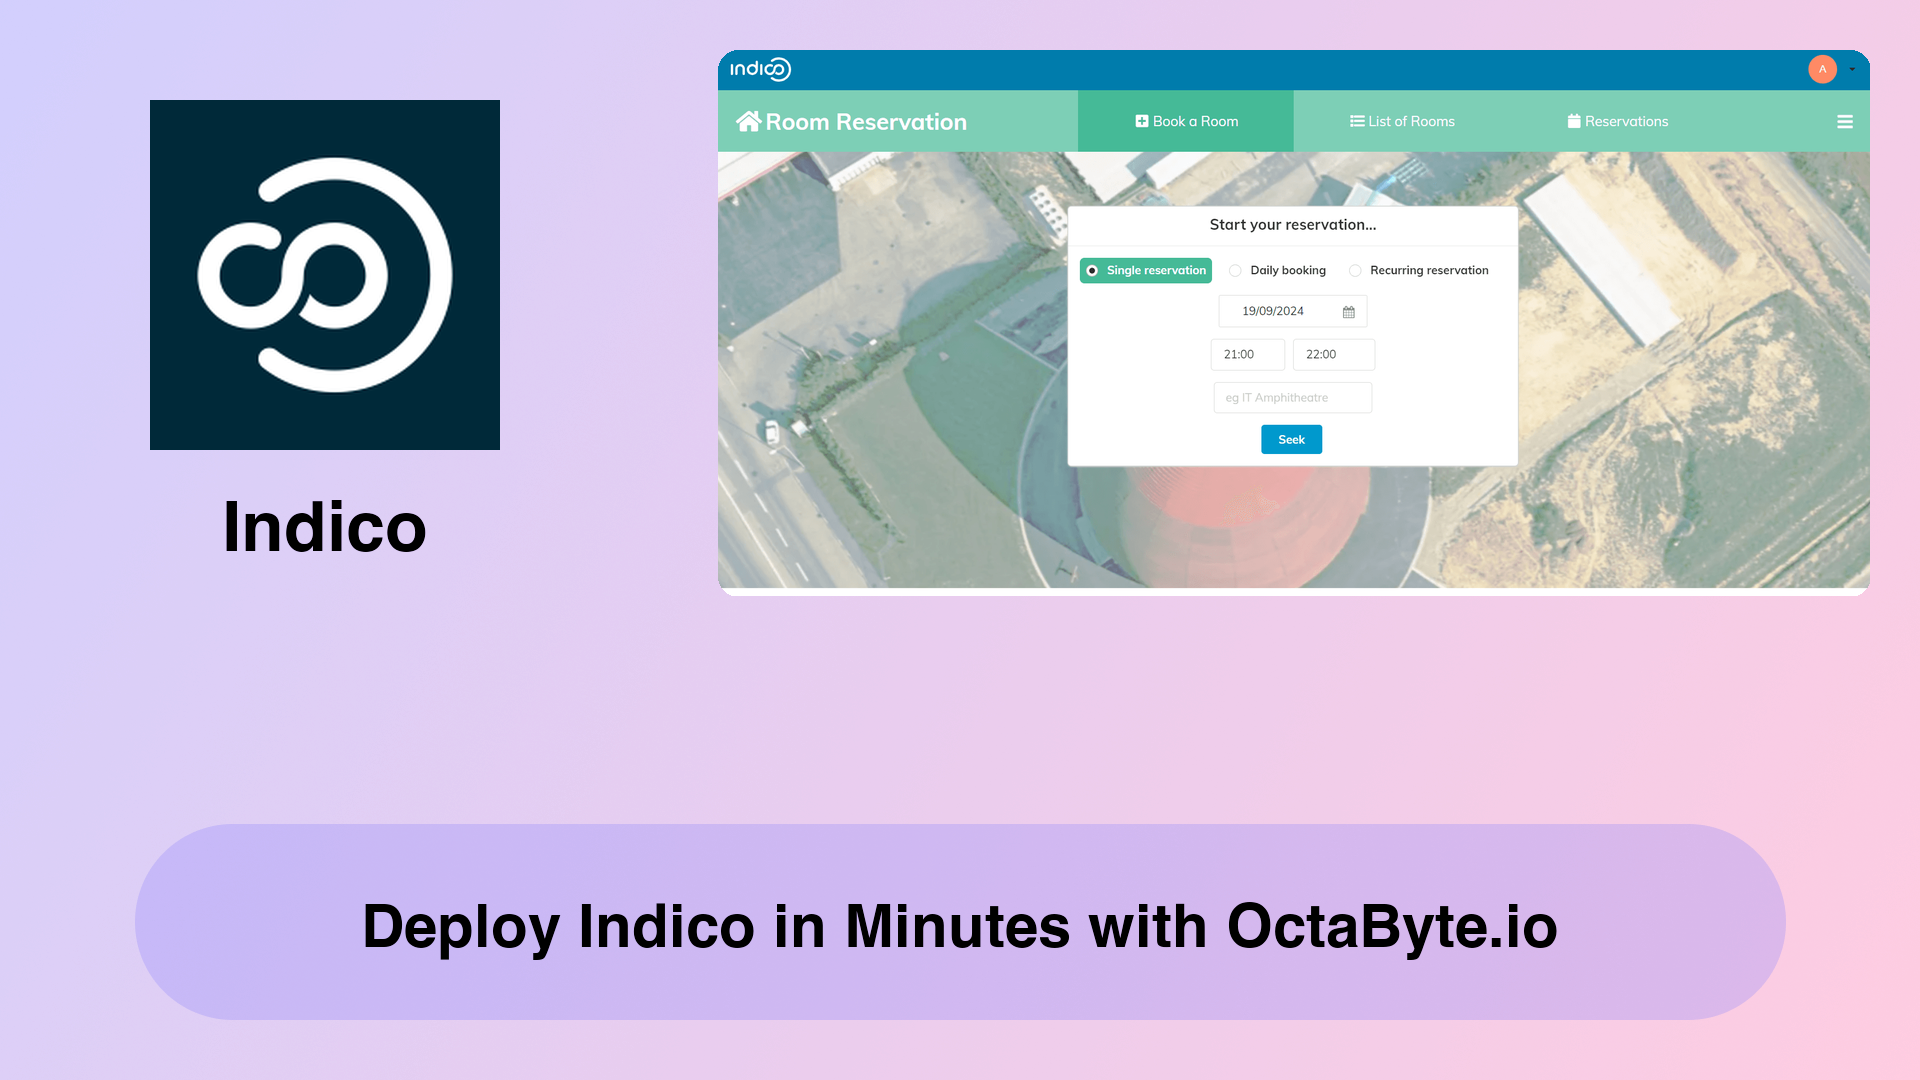 indico
A
Room Reservation
Book a Room
List of Rooms
Reservations
Start your reservation...
Single reservation
Daily booking
Recurring reservation
19/09/2024
21:00
22:00
eg IT Amphitheatre
Seek
Indico
Deploy Indico in Minutes with OctaByte.io